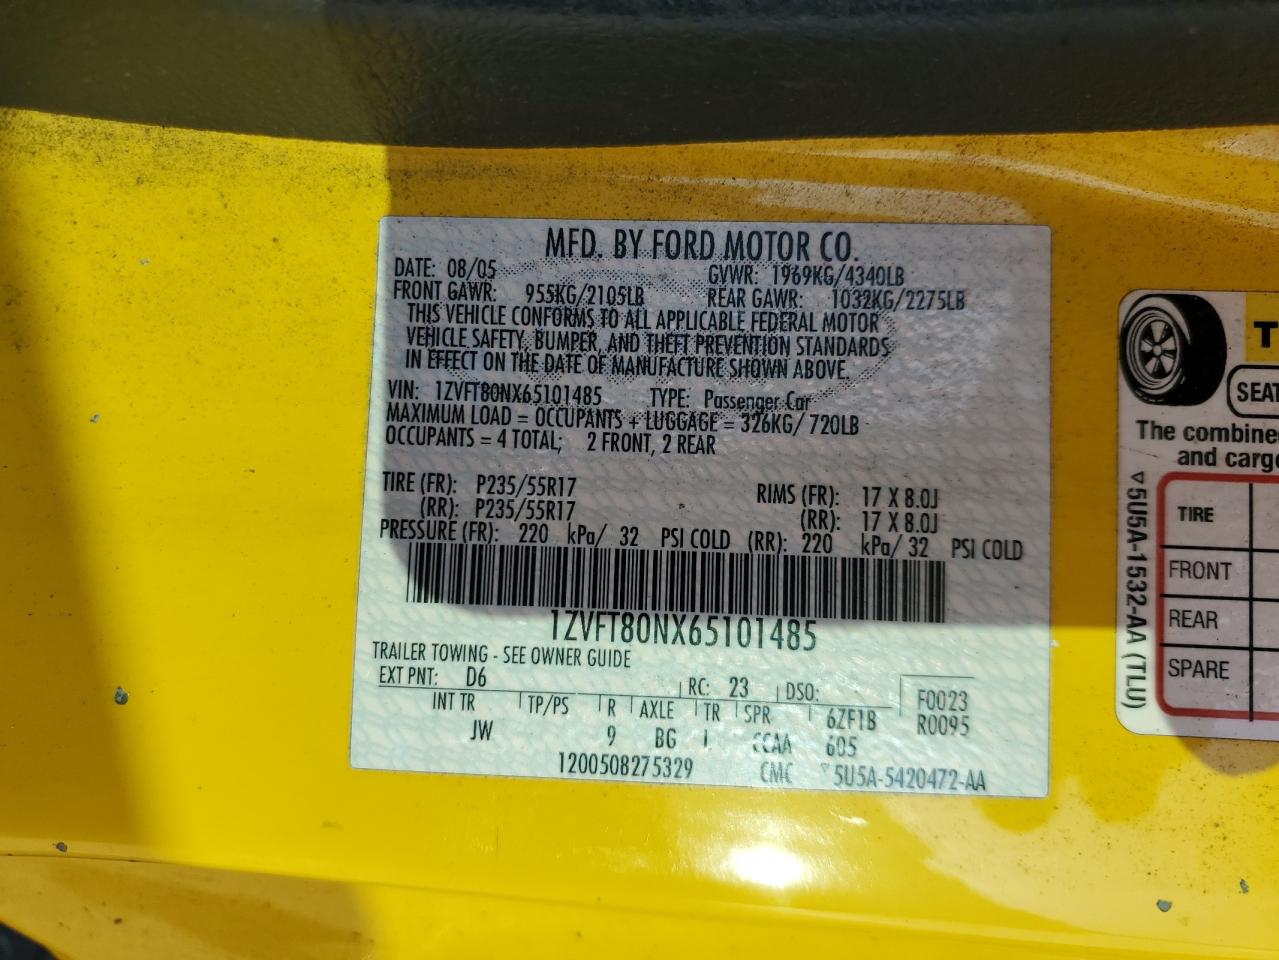 MFD. BY FORD MOTOR CO.
DATE: 08/05 GVWR: 1969KG/4340LB
FRONT GAWR: 955KG/2105LB REAR GAWR: 1032KG/2275LB
THIS VEHICLE CONFORMS TO ALL APPLICABLE FEDERAL MOTOR
VEHICLE SAFETY, BUMPER, AND THEFT PREVENTION STANDARDS
IN EFFECT ON THE DATE OF MANUFACTURE SHOWN ABOVE.
VIN: 1ZVFT80NX65101485 TYPE: Passenger Car
MAXIMUM LOAD = OCCUPANTS + LUGGAGE = 326KG/ 720LB
OCCUPANTS = 4 TOTAL; 2 FRONT, 2 REAR
TIRE (FR): P235/55R17 RIMS (FR): 17 X 8.0J
(RR): P235/55R17 (RR): 17 X 8.0J
PRESSURE (FR): 220 kPa/ 32 PSI COLD (RR): 220 kPa/ 32 PSI COLD
1ZVFT80NX65101485
TRAILER TOWING - SEE OWNER GUIDE
EXT PNT: D6 RC: 23 DSO: F0023
INT TR TP/PS R AXLE TR SPR 6ZF1B R0095
JW 9 BG I CCAA 605
1200508275329 CMC ▽5U5A-5420472-AA
T
SEAT
The combined
and cargo
▽5U5A-1532-AA (TLU)
TIRE
FRONT
REAR
SPARE